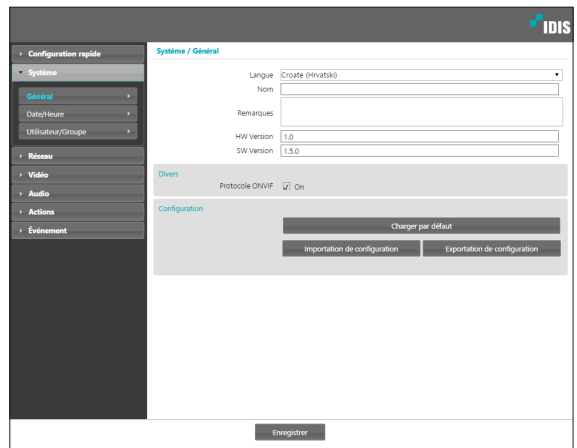 IDIS
Configuration rapide
Système
Général
Date/Heure
Utilisateur/Groupe
Réseau
Vidéo
Audio
Actions
Événement
Système / Général
Langue Croate (Hrvatski)
Nom
Remarques
HW Version 1.0
SW Version 1.5.0
Divers
Protocole ONVIF On
Configuration
Charger par défaut
Importation de configuration Exportation de configuration
Enregistrer